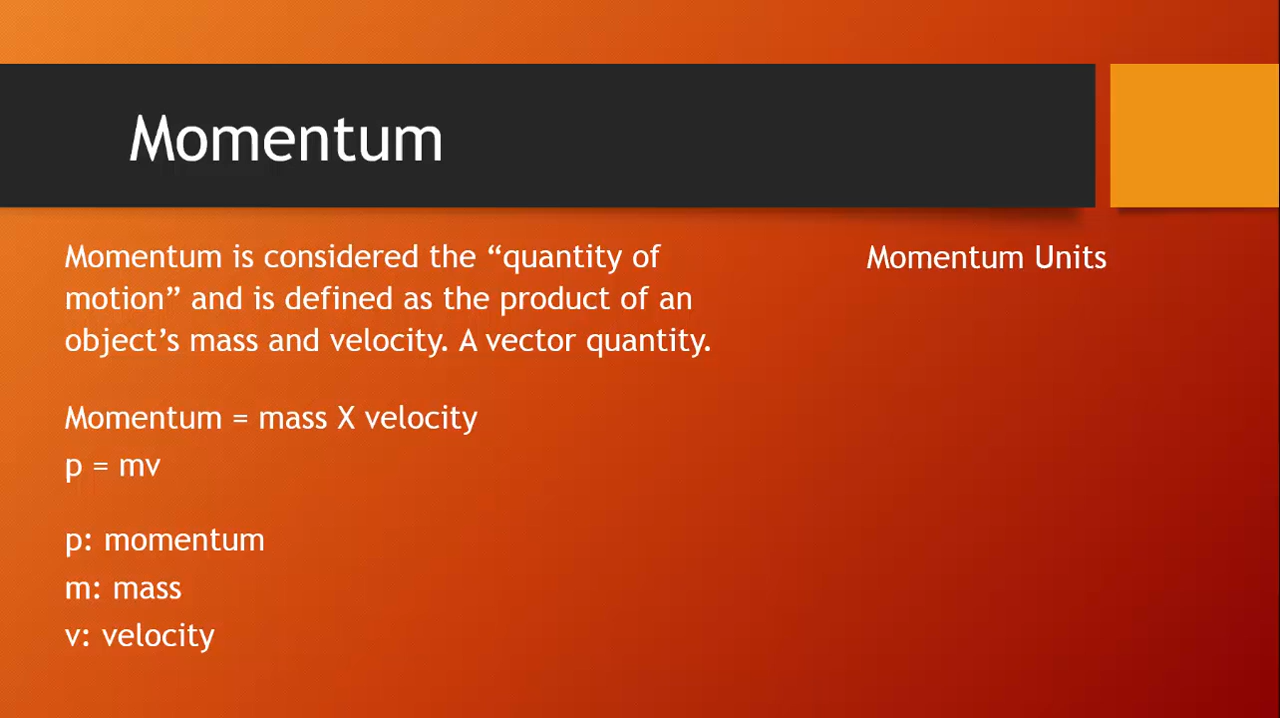 Momentum
Momentum is considered the “quantity of
motion” and is defined as the product of an
object’s mass and velocity. A vector quantity.
Momentum = mass X velocity
p = mv
p: momentum
m: mass
v: velocity
Momentum Units